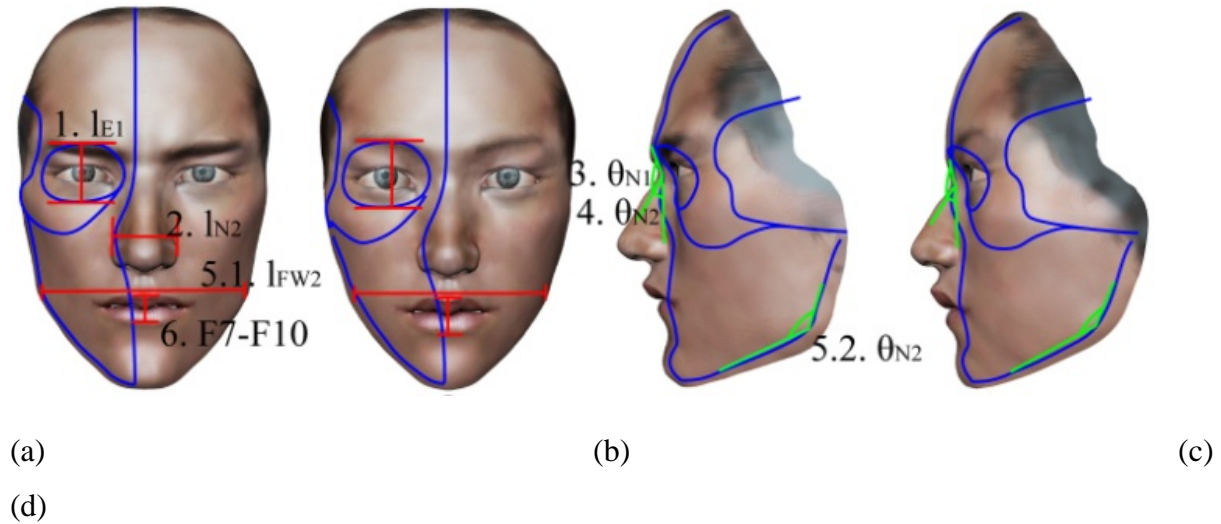 1. lE1
3. θN1
4. θN2
2. lN2
5.1. lFW2
6. F7-F10
5.2. θN2
(a) (b) (c)
(d)